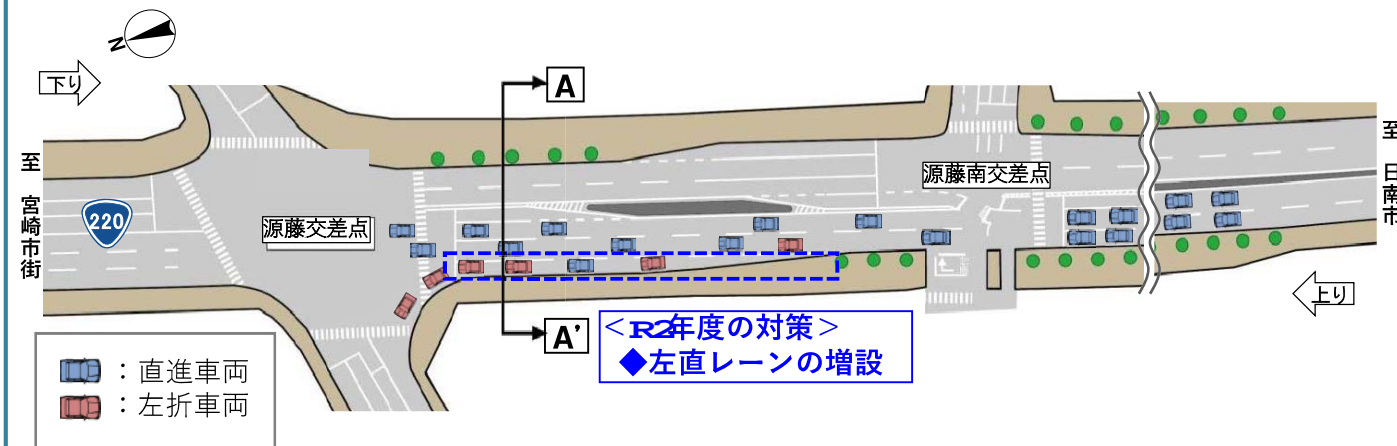 N
下り
A
至 宮崎市街
220
源藤交差点
源藤南交差点
至 日南市
上り
A'
＜R2年度の対策＞
◆左直レーンの増設
：直進車両
：左折車両